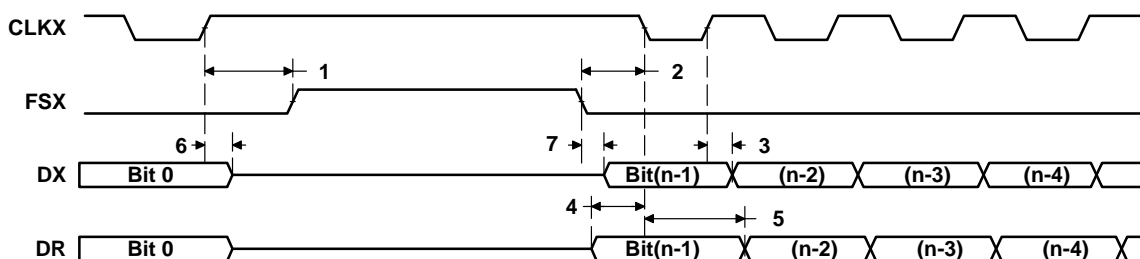 CLKX
1 2
FSX
6 7 3
DX Bit 0 Bit(n-1) (n-2) (n-3) (n-4)
4 5
DR Bit 0 Bit(n-1) (n-2) (n-3) (n-4)